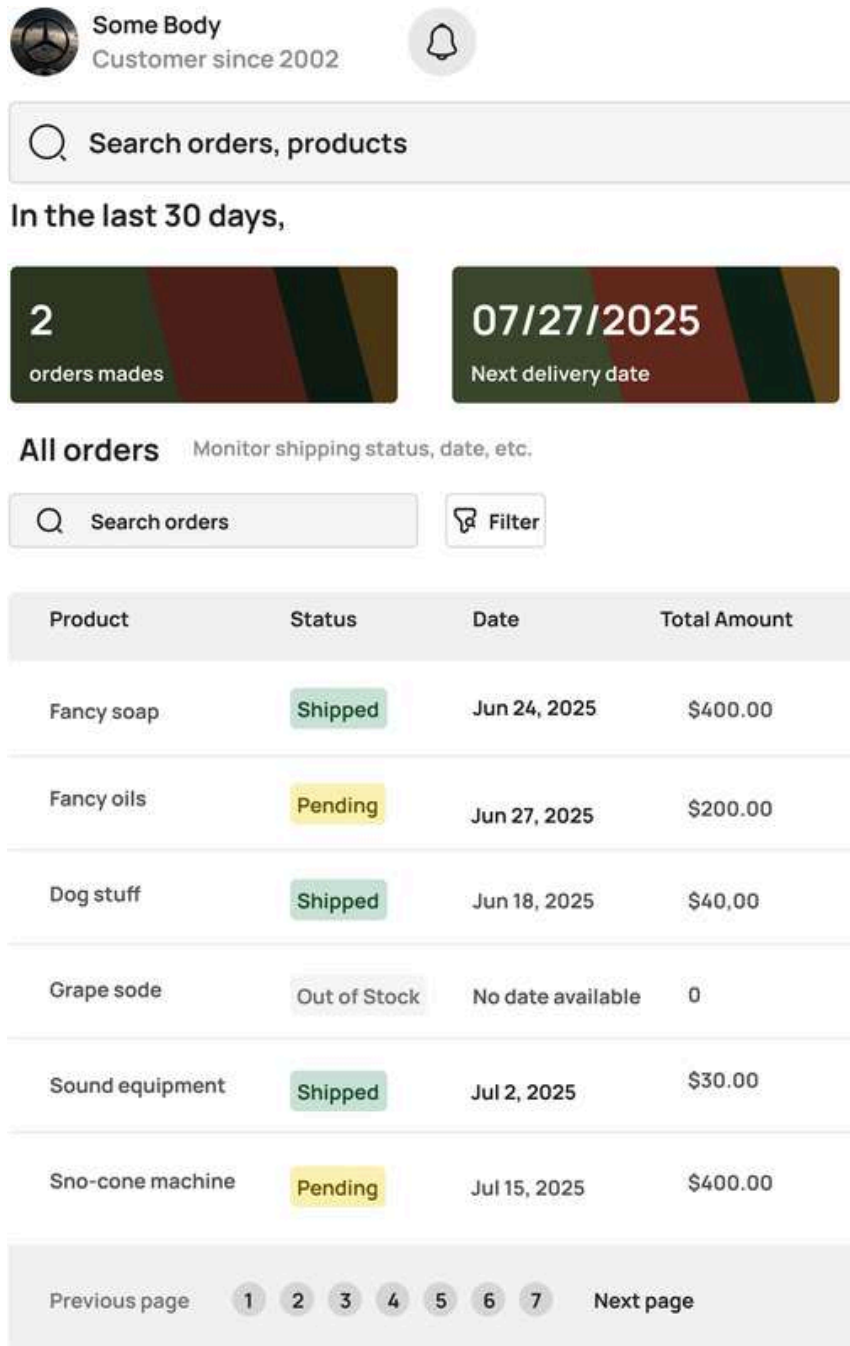 Some Body
Customer since 2002
Search orders, products
In the last 30 days,
2
orders mades
07/27/2025
Next delivery date
All orders Monitor shipping status, date, etc.
Search orders Filter
Product Status Date Total Amount
Fancy soap Shipped Jun 24, 2025 $400.00
Fancy oils Pending Jun 27, 2025 $200.00
Dog stuff Shipped Jun 18, 2025 $40,00
Grape sode Out of Stock No date available 0
Sound equipment Shipped Jul 2, 2025 $30.00
Sno-cone machine Pending Jul 15, 2025 $400.00
Previous page 1 2 3 4 5 6 7 Next page